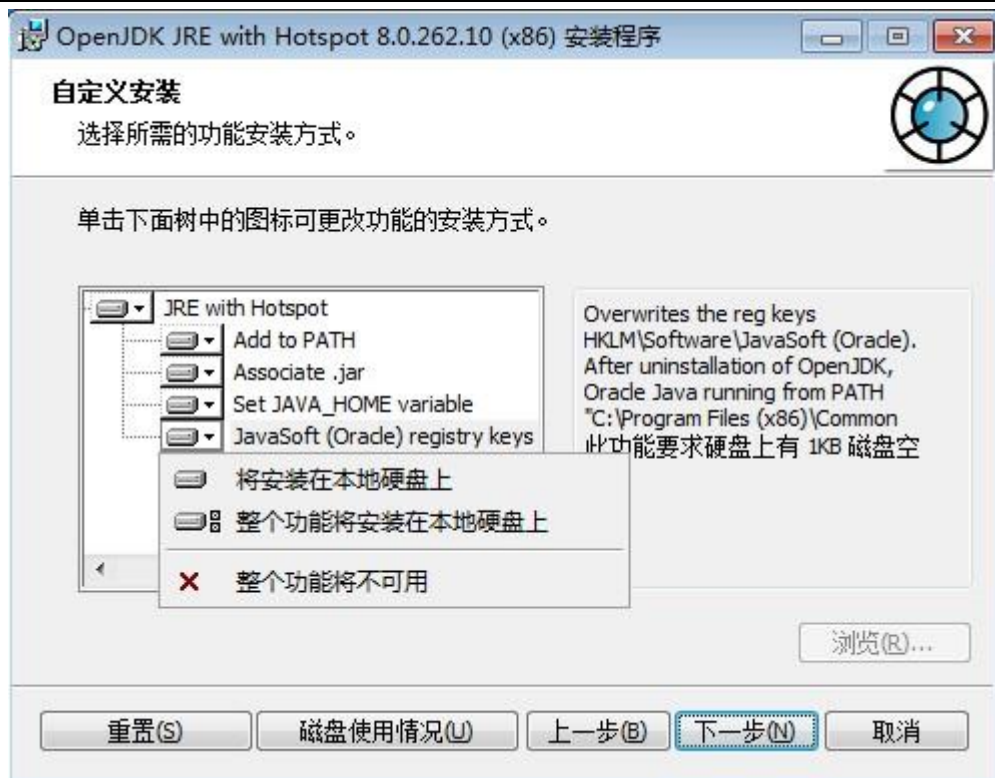 OpenJDK JRE with Hotspot 8.0.262.10 (x86) 安装程序
自定义安装
选择所需的功能安装方式。
单击下面树中的图标可更改功能的安装方式。
JRE with Hotspot
Add to PATH
Associate .jar
Set JAVA_HOME variable
JavaSoft (Oracle) registry keys
将安装在本地硬盘上
整个功能将安装在本地硬盘上
整个功能将不可用
Overwrites the reg keys
HKLM\Software\JavaSoft (Oracle).
After uninstallation of OpenJDK,
Oracle Java running from PATH
"C:\Program Files (x86)\Common
此功能要求硬盘上有 1KB 磁盘空
浏览(R)...
重置(S) 磁盘使用情况(U) 上一步(B) 下一步(N) 取消